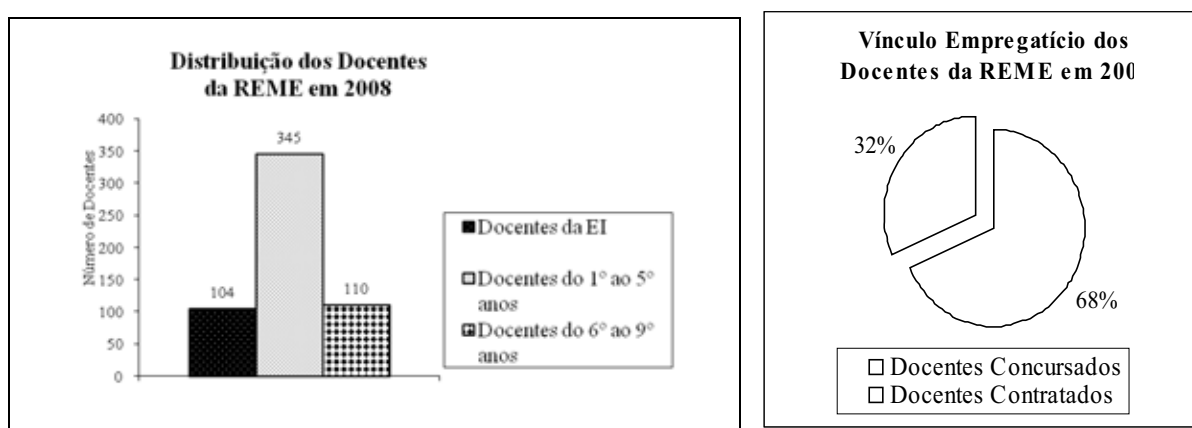 Distribuição dos Docentes
da REME em 2008
Número de Docentes
400
350
300
250
200
150
100
50
0
104
345
110
Docentes da EI
Docentes do 1° ao 5°
anos
Docentes do 6° ao 9°
anos
Vínculo Empregatício dos
Docentes da REME em 200
32%
68%
Docentes Concursados
Docentes Contratados